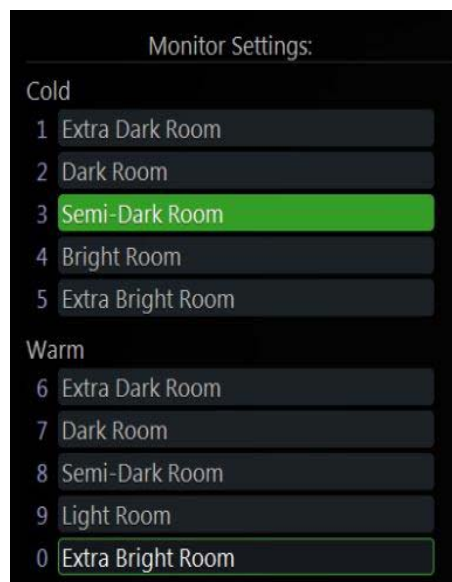 Monitor Settings:
Cold
1 Extra Dark Room
2 Dark Room
3 Semi-Dark Room
4 Bright Room
5 Extra Bright Room
Warm
6 Extra Dark Room
7 Dark Room
8 Semi-Dark Room
9 Light Room
0 Extra Bright Room